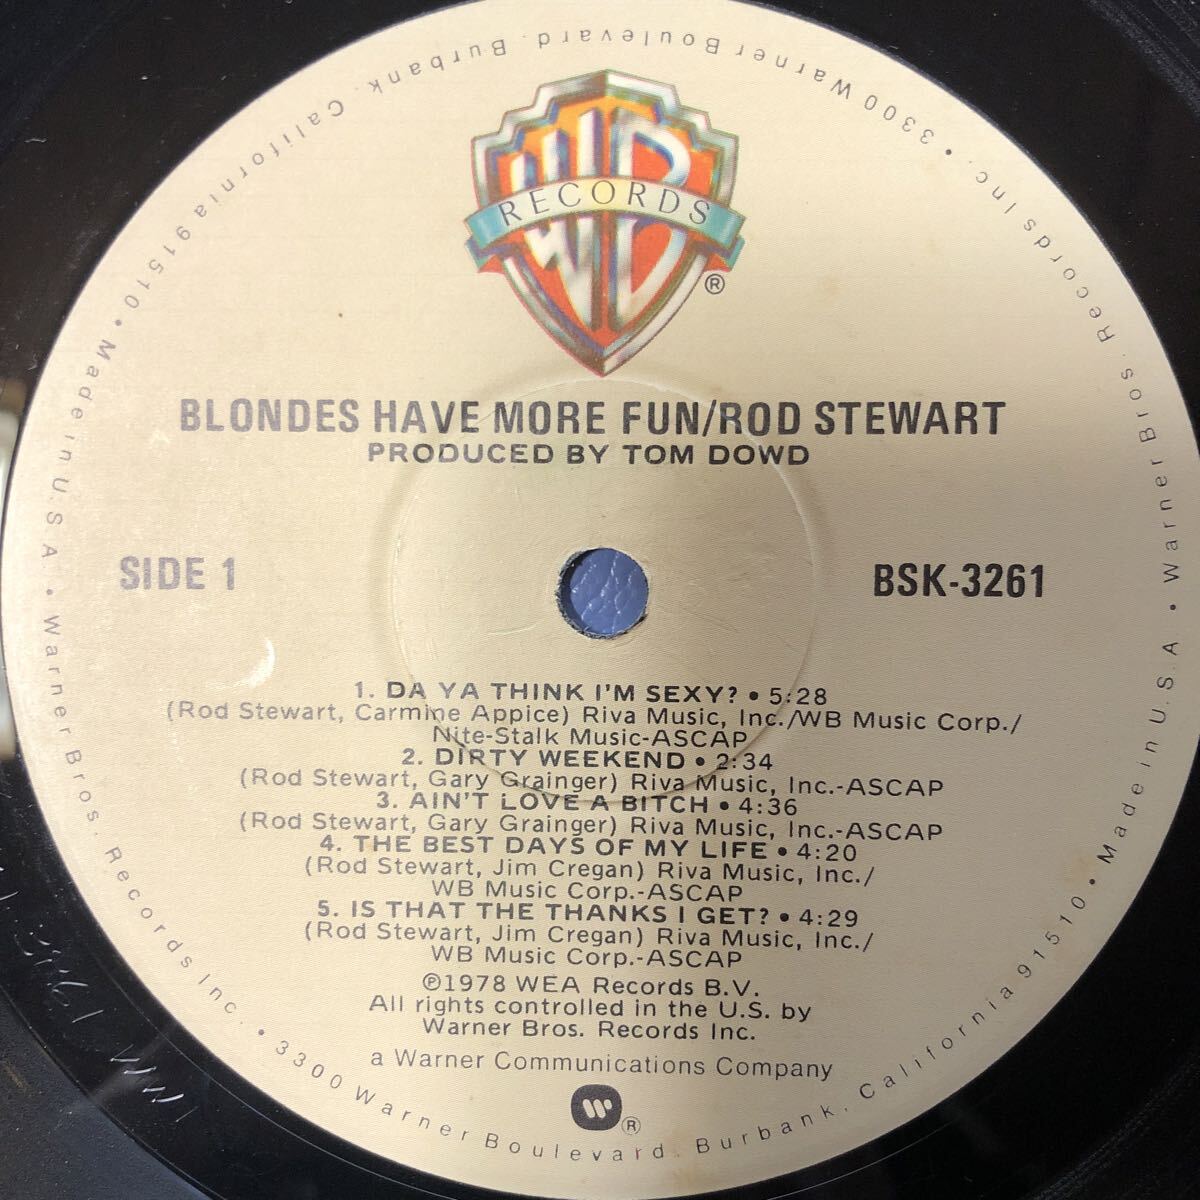 WB
RECORDS
®
BLONDES HAVE MORE FUN/ROD STEWART
PRODUCED BY TOM DOWD
SIDE 1
BSK-3261
1. DA YA THINK I'M SEXY? • 5:28
(Rod Stewart, Carmine Appice) Riva Music, Inc./WB Music Corp./
Nite-Stalk Music-ASCAP
2. DIRTY WEEKEND • 2:34
(Rod Stewart, Gary Grainger) Riva Music, Inc.-ASCAP
3. AIN'T LOVE A BITCH • 4:36
(Rod Stewart, Gary Grainger) Riva Music, Inc.-ASCAP
4. THE BEST DAYS OF MY LIFE • 4:20
(Rod Stewart, Jim Cregan) Riva Music, Inc./
WB Music Corp.-ASCAP
5. IS THAT THE THANKS I GET? • 4:29
(Rod Stewart, Jim Cregan) Riva Music, Inc./
WB Music Corp.-ASCAP
℗1978 WEA Records B.V.
All rights controlled in the U.S. by
Warner Bros. Records Inc.
a Warner Communications Company
®
Warner Bros. Records Inc. • 3300 Warner Boulevard. Burbank. California 91510 • Made in U.S.A • Warner Bros. Records Inc. • 3300 Warner Boulevard. Burbank. California 91510 • Made in U.S.A •